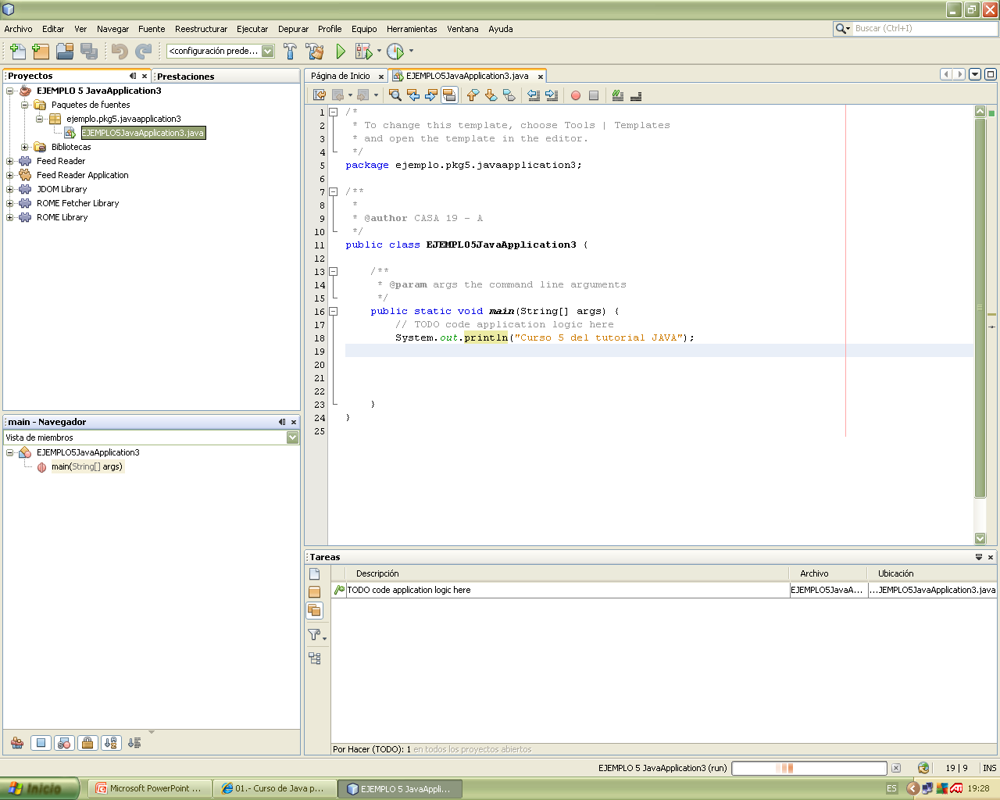 Archivo Editar Ver Navegar Fuente Reestructurar Ejecutar Depurar Profile Equipo Herramientas Ventana Ayuda
Buscar (Ctrl+I)
<configuración prede...
Proyectos
Prestaciones
EJEMPLO 5 JavaApplication3
Paquetes de fuentes
ejemplo.pkg5.javaapplication3
EJEMPLO5JavaApplication3.java
Bibliotecas
Feed Reader
Feed Reader Application
JDOM Library
ROME Fetcher Library
ROME Library
main - Navegador
Vista de miembros
EJEMPLO5JavaApplication3
main(String[] args)
Página de Inicio
EJEMPLO5JavaApplication3.java
1 /*
2 * To change this template, choose Tools | Templates
3 * and open the template in the editor.
4 */
5 package ejemplo.pkg5.javaapplication3;
6
7 /**
8 *
9 * @author CASA 19 - A
10 */
11 public class EJEMPLO5JavaApplication3 {
12
13 /**
14 * @param args the command line arguments
15 */
16 public static void main(String[] args) {
17 // TODO code application logic here
18 System.out.println("Curso 5 del tutorial JAVA");
19
20
21
22
23 }
24 }
25
Tareas
Descripción Archivo Ubicación
TODO code application logic here EJEMPLO5JavaA... ...JEMPLO5JavaApplication3.java
Por Hacer (TODO): 1 en todos los proyectos abiertos
EJEMPLO 5 JavaApplication3 (run) 19 | 9 INS
Inicio Microsoft PowerPoint ... 01.- Curso de Java p... EJEMPLO 5 JavaAppli... ES 19:28